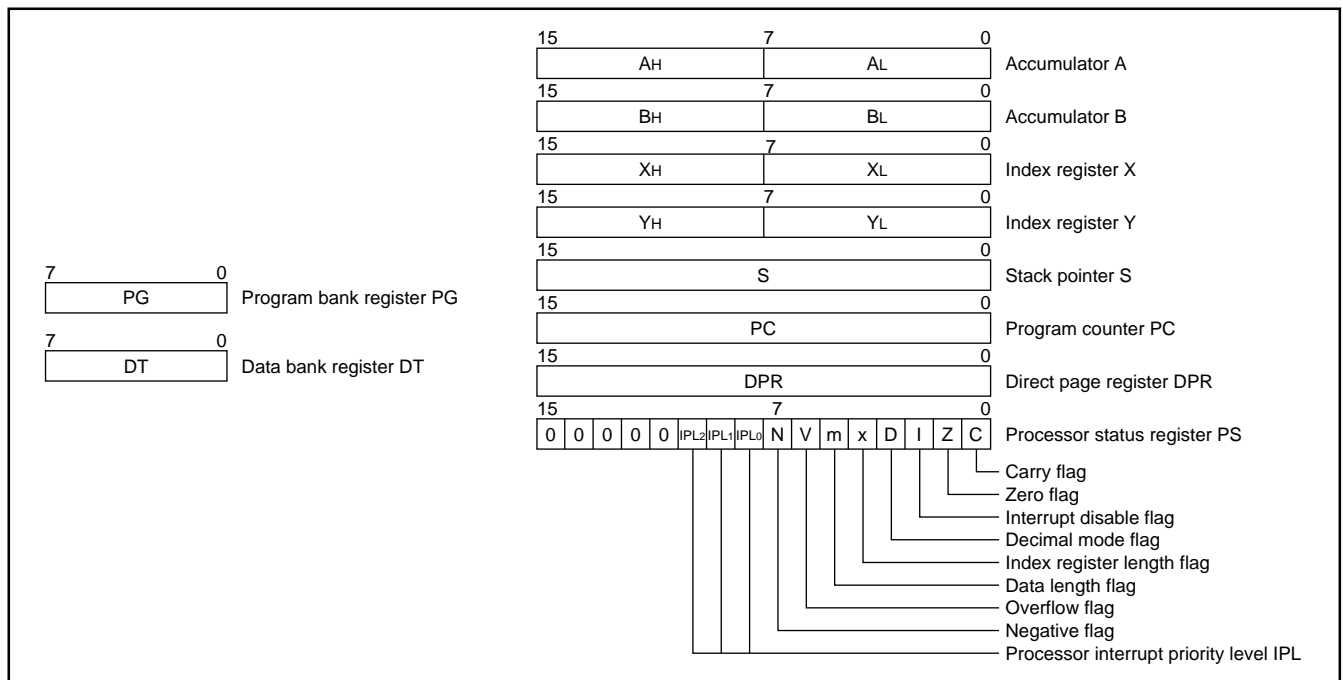 15 7 0
AH AL Accumulator A
15 7 0
BH BL Accumulator B
15 7 0
XH XL Index register X
15 7 0
YH YL Index register Y
15 0
S Stack pointer S
7 0
PG Program bank register PG
15 0
PC Program counter PC
7 0
DT Data bank register DT
15 0
DPR Direct page register DPR
15 7 0
0 0 0 0 0 IPL2 IPL1 IPL0 N V m x D I Z C Processor status register PS
Carry flag
Zero flag
Interrupt disable flag
Decimal mode flag
Index register length flag
Data length flag
Overflow flag
Negative flag
Processor interrupt priority level IPL